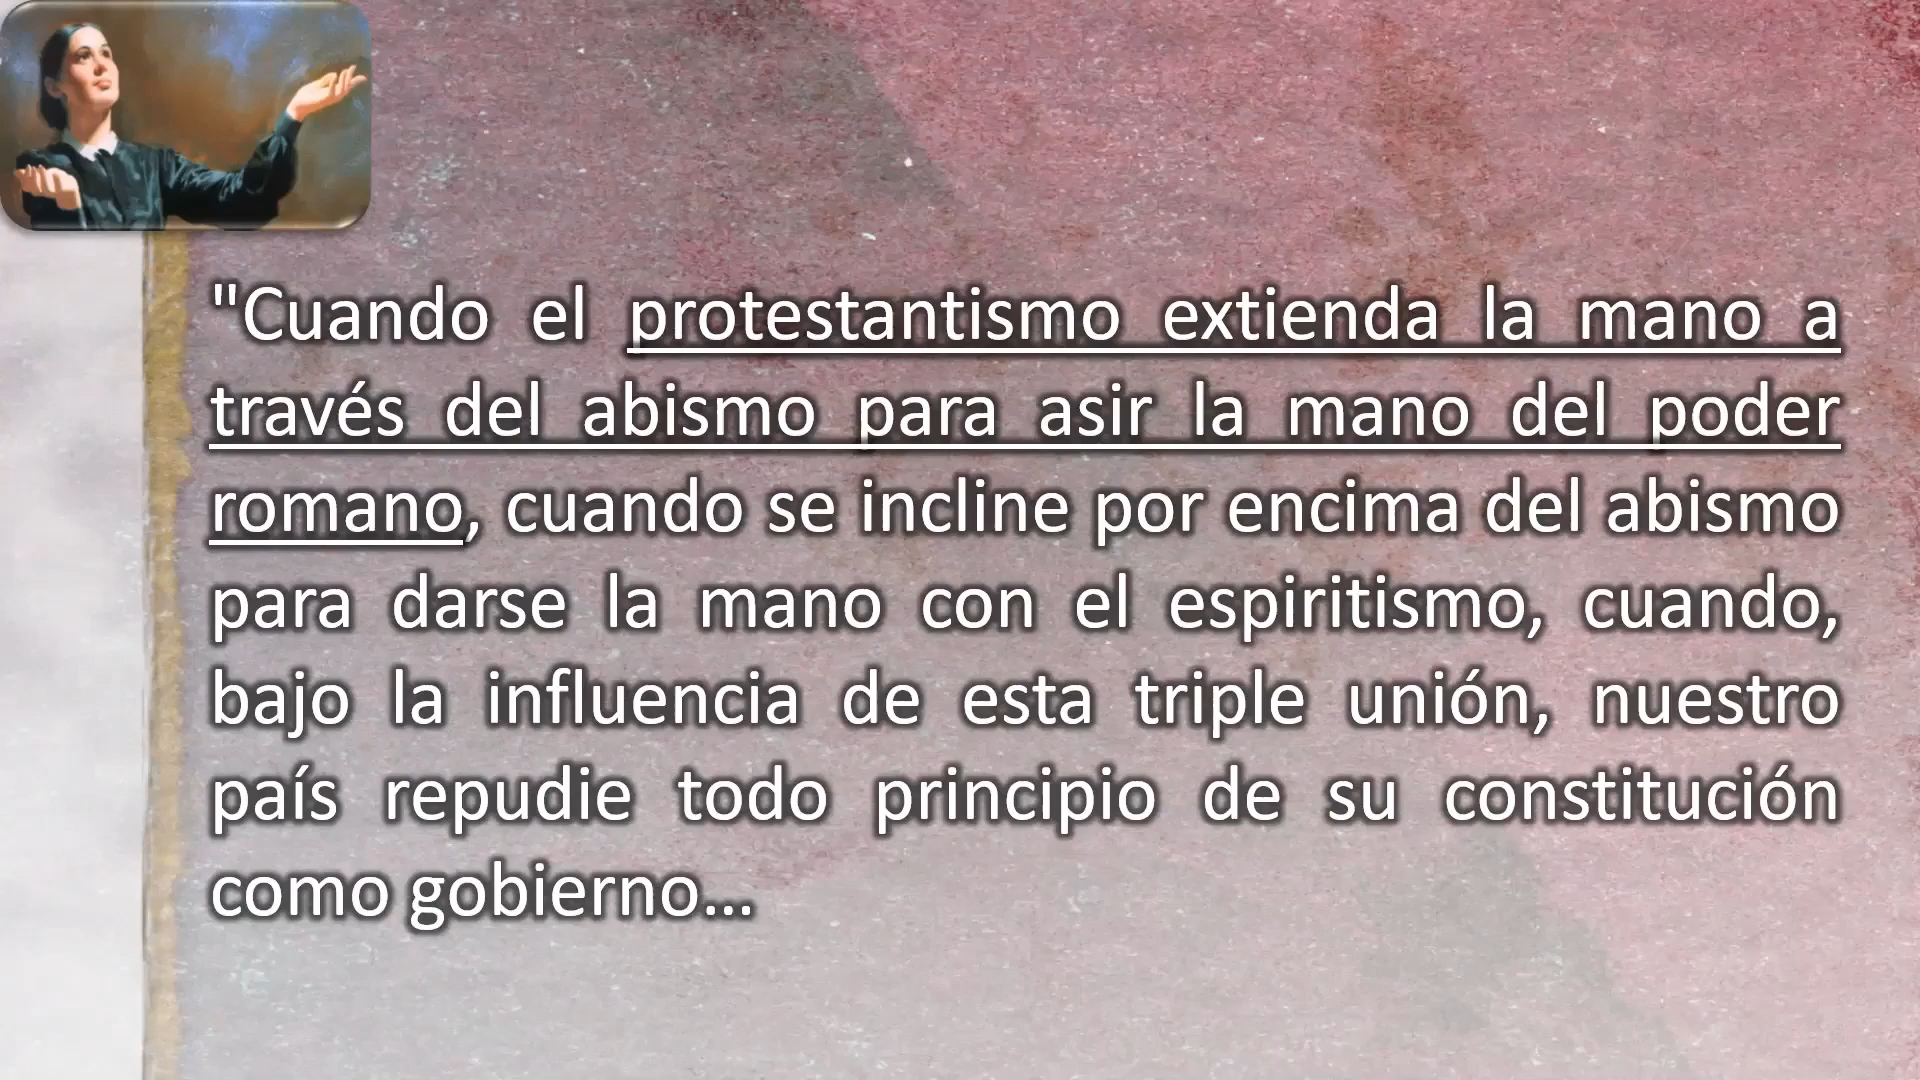 "Cuando el protestantismo extienda la mano a
través del abismo para asir la mano del poder
romano, cuando se incline por encima del abismo
para darse la mano con el espiritismo, cuando,
bajo la influencia de esta triple unión, nuestro
país repudie todo principio de su constitución
como gobierno...